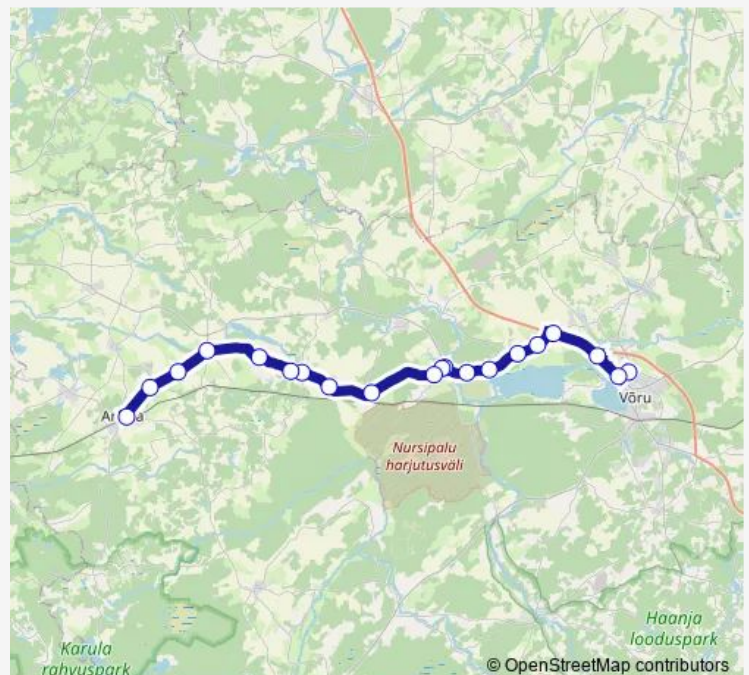 Võru
Nursipalu
harjutusväli
Haanja
looduspark
Karula
rahvuspark
© OpenStreetMap contributors